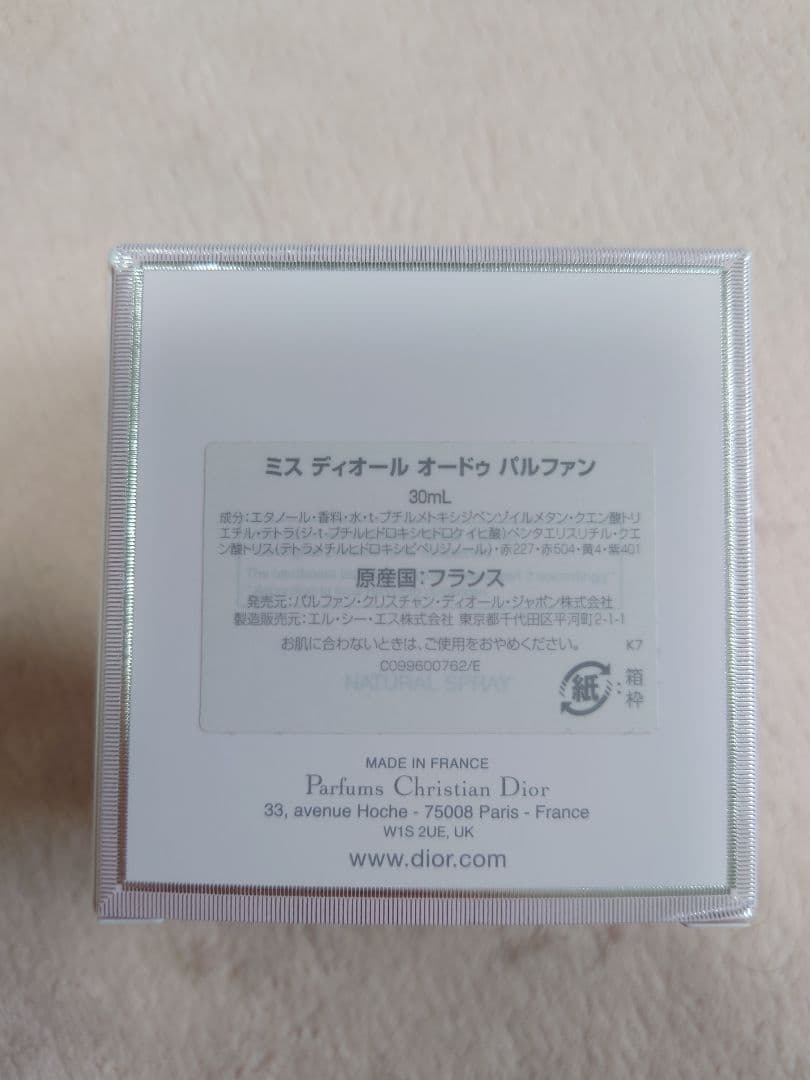 ミス ディオール オードゥ パルファン
30mL
成分:エタノール・香料・水・t-ブチルメトキシジベンゾイルメタン・クエン酸トリ
エチル・テトラ(ジ-t-ブチルヒドロキシヒドロケイヒ酸)ペンタエリスリチル・クエ
ン酸トリス(テトラメチルヒドロキシピペリジノール)・赤227・赤504・黄4・紫401
原産国:フランス
発売元:パルファン・クリスチャン・ディオール・ジャポン株式会社
製造販売元:エル・シー・エス株式会社 東京都千代田区平河町2-1-1
お肌に合わないときは、ご使用をおやめください。 K7
C099600762/E
NATURAL SPRAY
紙 :箱
枠
MADE IN FRANCE
Parfums Christian Dior
33, avenue Hoche - 75008 Paris - France
W1S 2UE, UK
www.dior.com